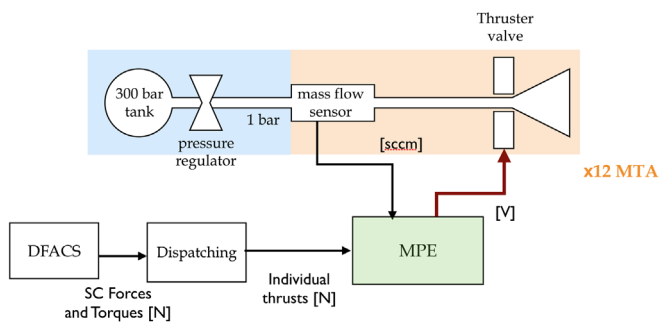 Thruster
valve
300 bar
tank
mass flow
sensor
1 bar
pressure
regulator
[sccm]
x12 MTA
[V]
DFACS
Dispatching
MPE
SC Forces
and Torques [N]
Individual
thrusts [N]